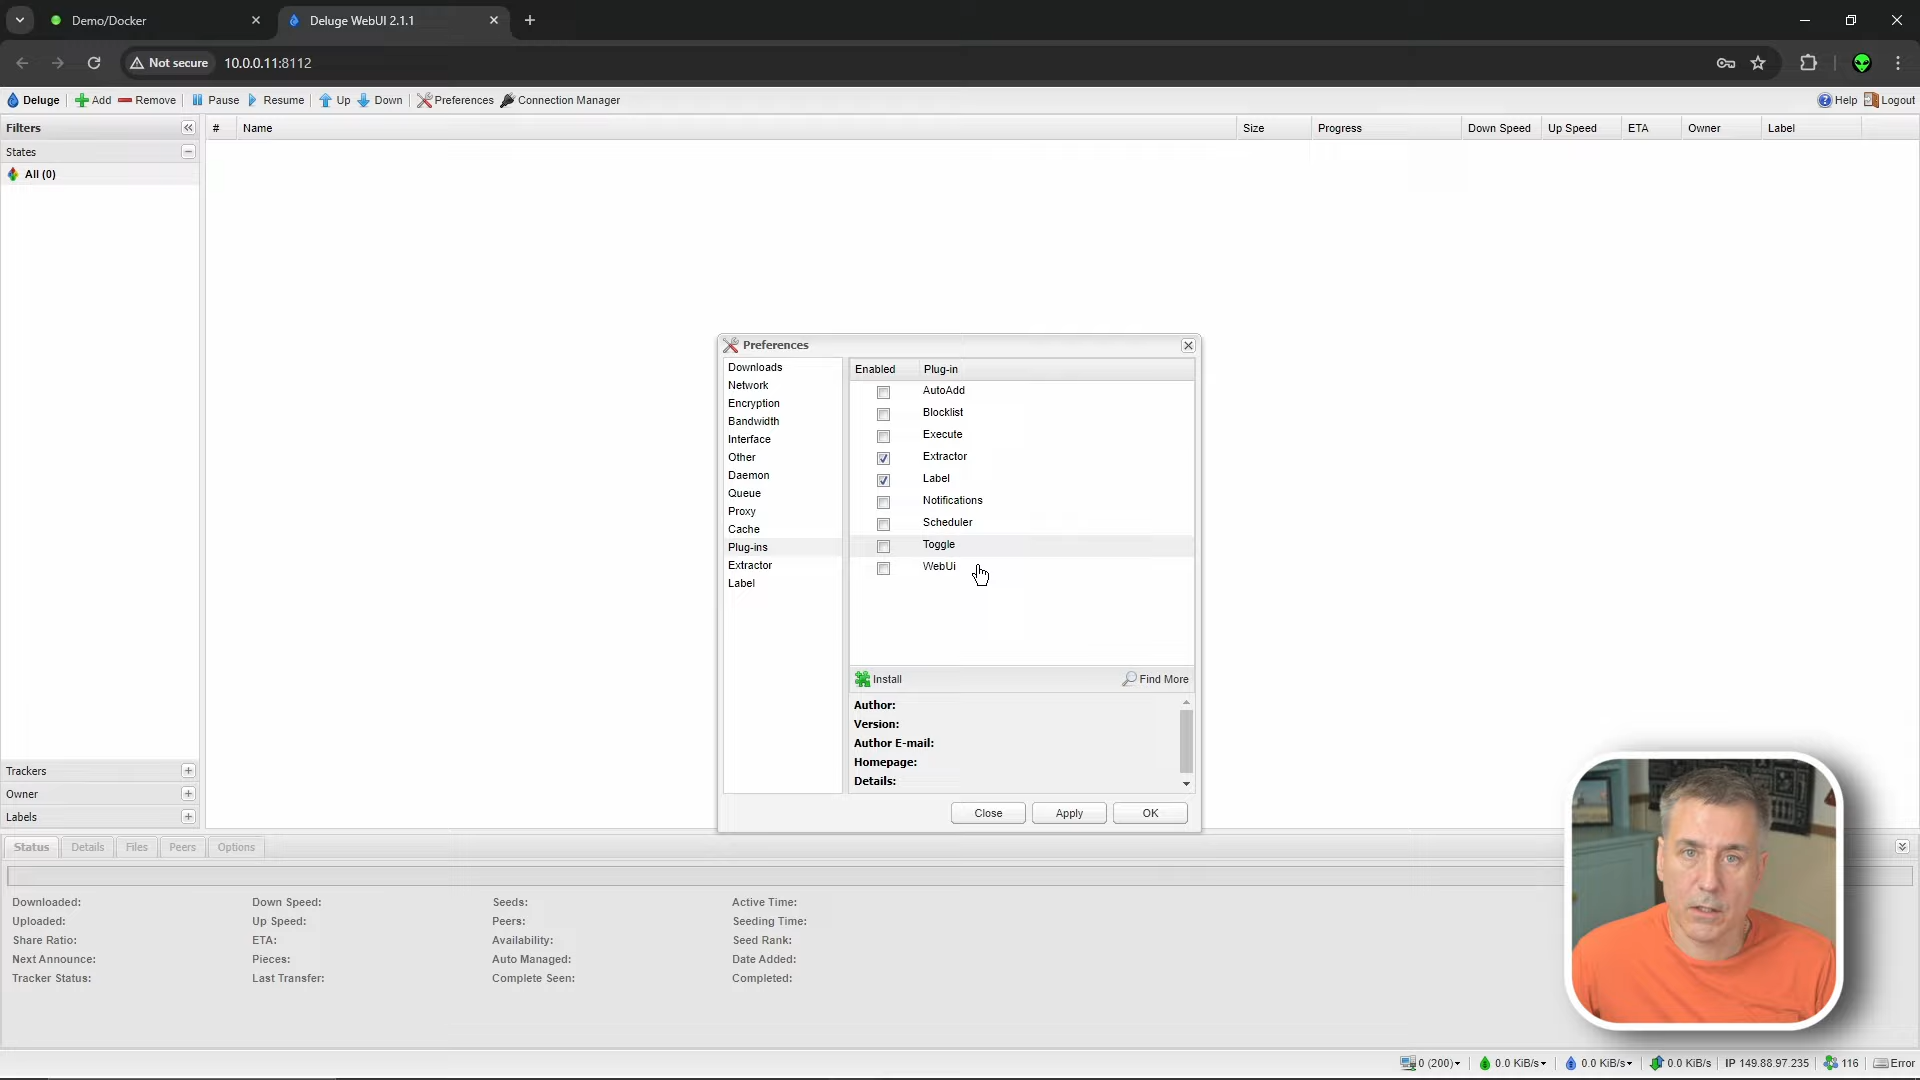 Demo/Docker
Deluge WebUI 2.1.1
Not secure 10.0.0.11:8112
Deluge Add Remove Pause Resume Up Down Preferences Connection Manager Help Logout
Filters # Name Size Progress Down Speed Up Speed ETA Owner Label
States
All (0)
Preferences
Downloads
Network
Encryption
Bandwidth
Interface
Other
Daemon
Queue
Proxy
Cache
Plug-ins
Extractor
Label
Enabled Plug-in
AutoAdd
Blocklist
Execute
Extractor
Label
Notifications
Scheduler
Toggle
WebUi
Install Find More
Author:
Version:
Author E-mail:
Homepage:
Details:
Close Apply OK
Trackers
Owner
Labels
Status Details Files Peers Options
Downloaded: Down Speed: Seeds: Active Time:
Uploaded: Up Speed: Peers: Seeding Time:
Share Ratio: ETA: Availability: Seed Rank:
Next Announce: Pieces: Auto Managed: Date Added:
Tracker Status: Last Transfer: Complete Seen: Completed:
0 (200) 0.0 KiB/s 0.0 KiB/s 0.0 KiB/s IP 149.88.97.235 116 Error